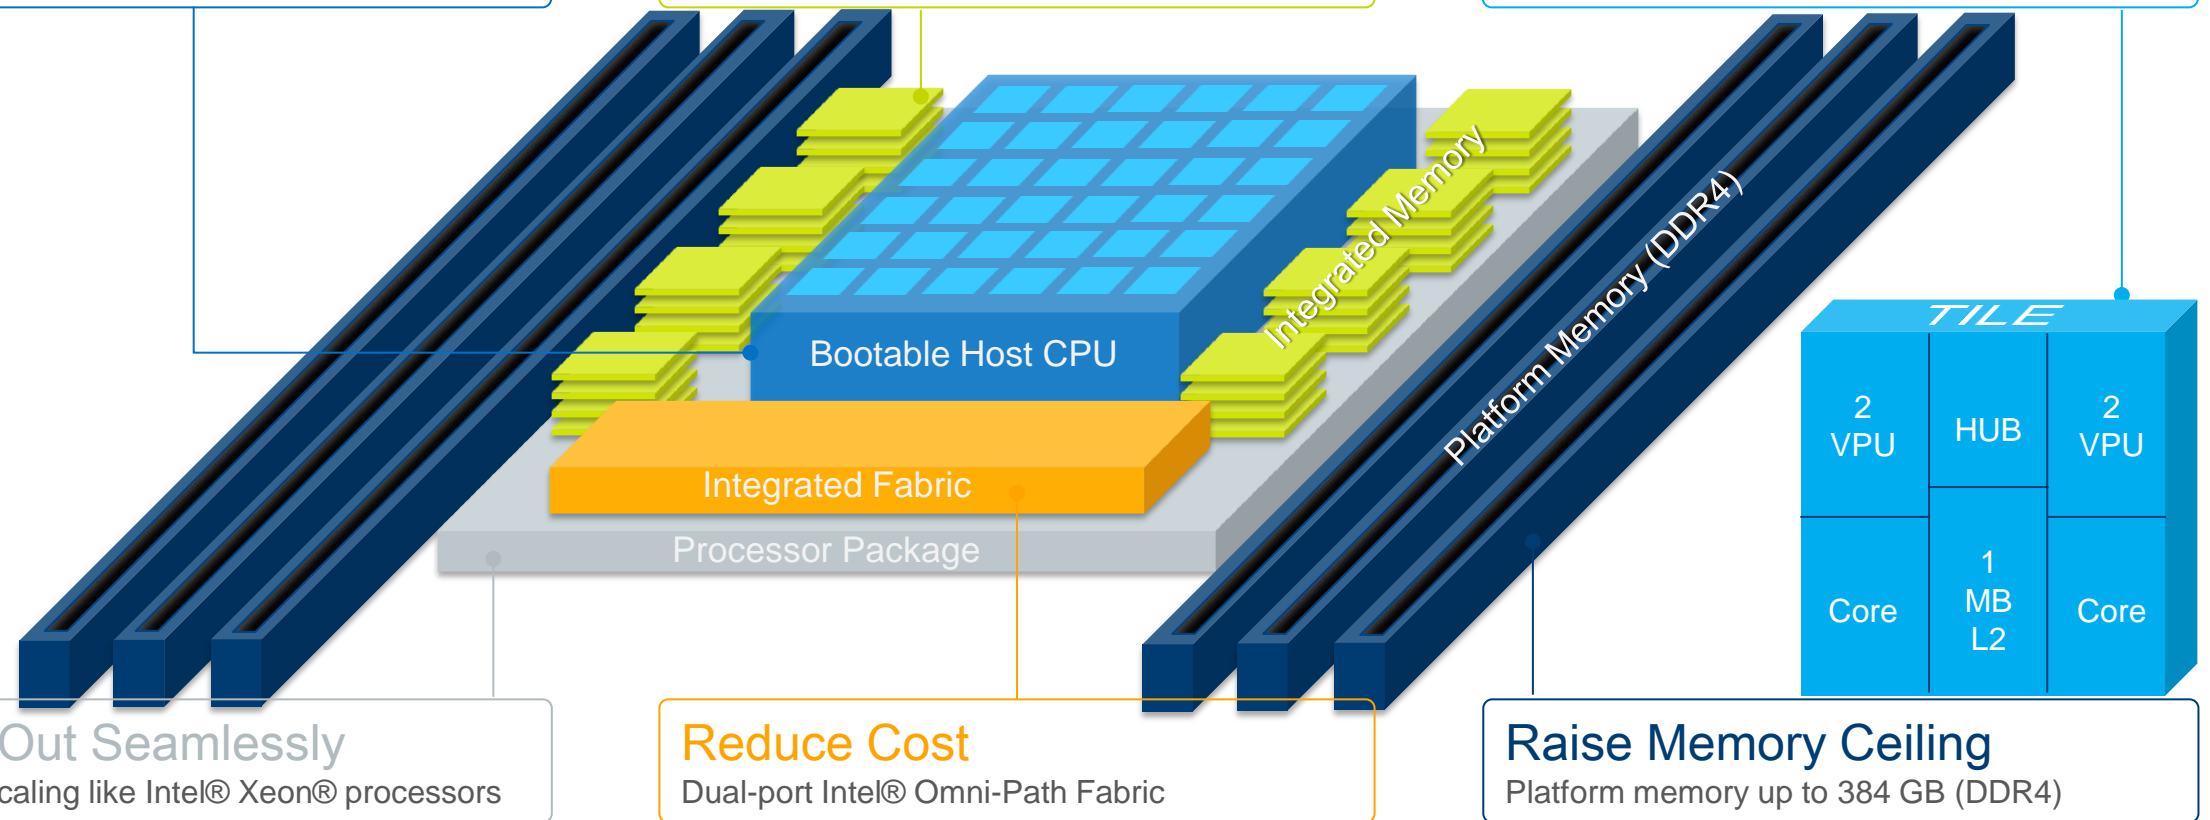 Integrated Memory
Platform Memory (DDR4)
Bootable Host CPU
Integrated Fabric
Processor Package
TILE
2
VPU
HUB
2
VPU
Core
1
MB
L2
Core
Out Seamlessly
caling like Intel® Xeon® processors
Reduce Cost
Dual-port Intel® Omni-Path Fabric
Raise Memory Ceiling
Platform memory up to 384 GB (DDR4)